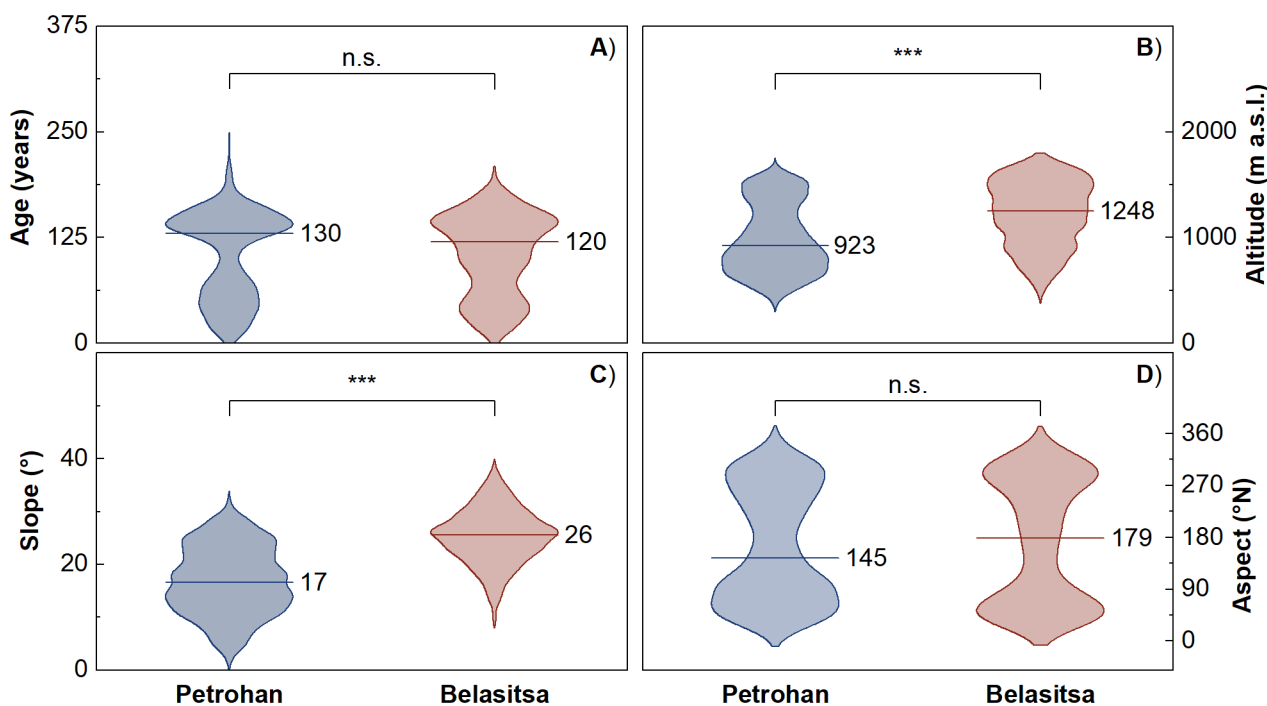 A)
n.s.
Age (years)
375
250
125
0
130
120
B)
***
Altitude (m a.s.l.)
2000
1000
0
923
1248
C)
***
Slope (°)
40
20
0
17
26
D)
n.s.
Aspect (°N)
360
270
180
90
0
145
179
Petrohan
Belasitsa
Petrohan
Belasitsa